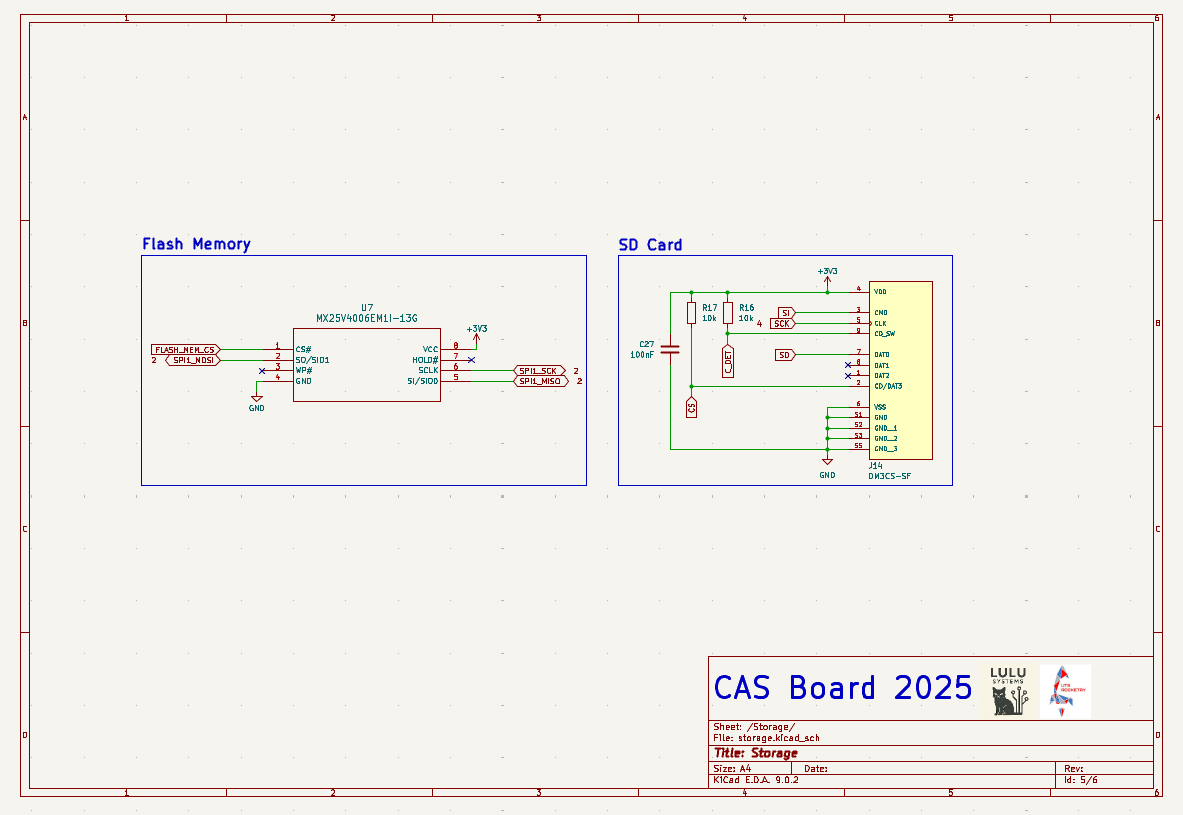 1 2 3 4 5 6
A A
Flash Memory
SD Card
+3V3
4 VDD
U7
MX25V4006EM1I-13G
R17
10k
R16
10k
SI
3 CMD
SCK
4
5 CLK
9 CD_SW
B B
+3V3
FLASH_MEM_CS
1 CS#
VCC 8
2
SPI1_MOSI
2 SO/SIO1
HOLD# 7
3 WP#
SCLK 6
SPI1_SCK
2
4 GND
SI/SIO0 5
SPI1_MISO
2
GND
C27
100nF
C_DET
SD
7 DAT0
8 DAT1
1 DAT2
2 CD/DAT3
CS
6 VSS
S1 GND
S2 GND__1
S3 GND__2
S5 GND__3
GND
J14
DM3CS-SF
C C
CAS Board 2025
LULU
SYSTEMS
UTS
ROCKETRY
Sheet: /Storage/
File: storage.kicad_sch
D D
Title: Storage
Size: A4
Date:
Rev:
KiCad E.D.A. 9.0.2
Id: 5/6
1 2 3 4 5 6